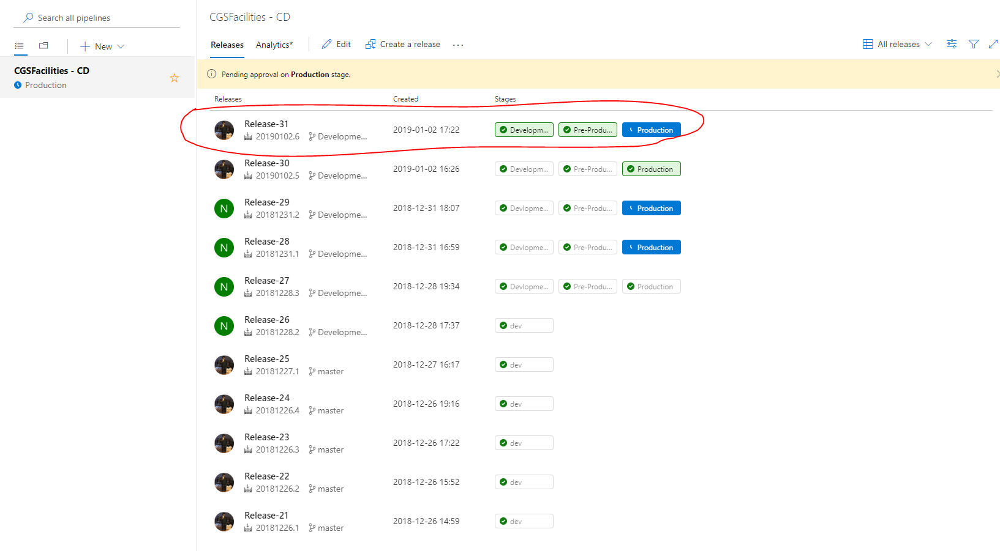 Search all pipelines
New
CGSFacilities - CD
Production
CGSFacilities - CD
Releases Analytics* Edit Create a release ... All releases
Pending approval on Production stage.
Releases Created Stages
Release-31
20190102.6 Developme... 2019-01-02 17:22 Developm... Pre-Produ... Production
Release-30
20190102.5 Developme... 2019-01-02 16:26 Developm... Pre-Produ... Production
N Release-29
20181231.2 Developme... 2018-12-31 18:07 Devlopme... Pre-Produ... Production
N Release-28
20181231.1 Developme... 2018-12-31 16:59 Devlopme... Pre-Produ... Production
N Release-27
20181228.3 Developme... 2018-12-28 19:34 Devlopme... Pre-Produ... Production
N Release-26
20181228.2 Developme... 2018-12-28 17:37 dev
Release-25
20181227.1 master 2018-12-27 16:17 dev
Release-24
20181226.4 master 2018-12-26 19:16 dev
Release-23
20181226.3 master 2018-12-26 17:22 dev
Release-22
20181226.2 master 2018-12-26 15:52 dev
Release-21
20181226.1 master 2018-12-26 14:59 dev